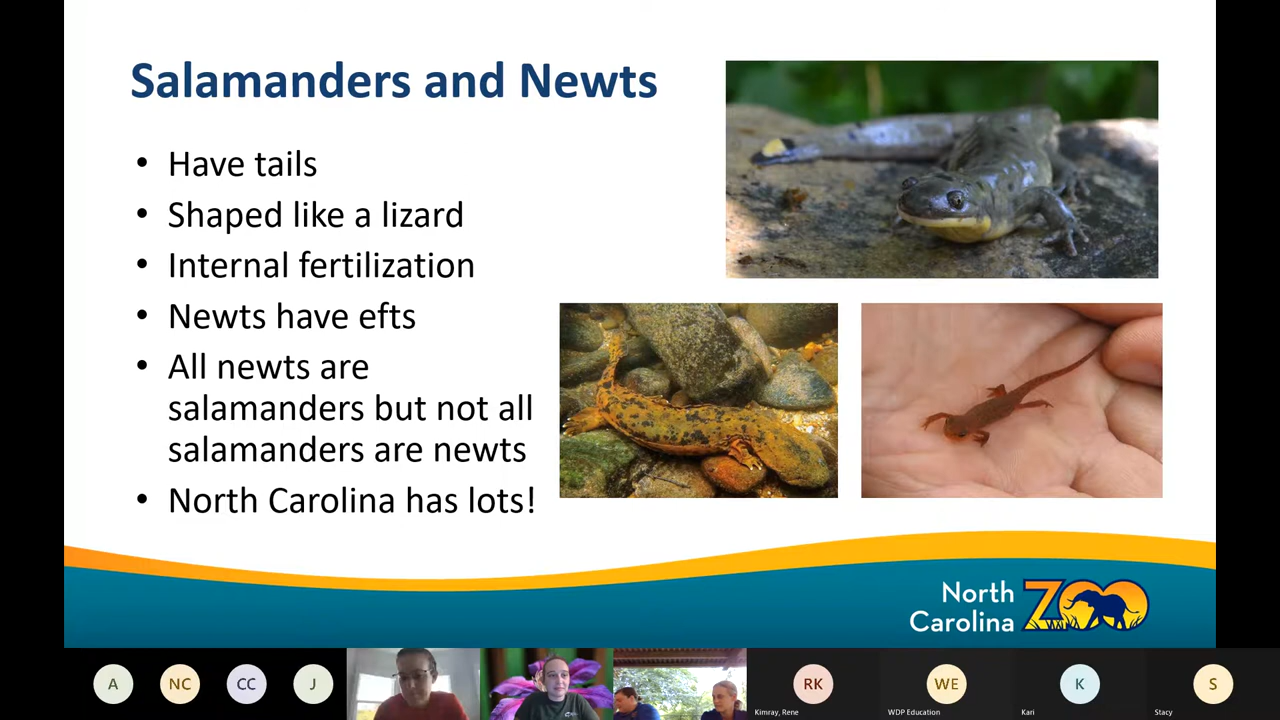 Salamanders and Newts
• Have tails
• Shaped like a lizard
• Internal fertilization
• Newts have efts
• All newts are
salamanders but not all
salamanders are newts
• North Carolina has lots!
North
Carolina
ZOO
A
NC
CC
J
RK
WE
K
S
Kimray, Rene
WDP Education
Kari
Stacy